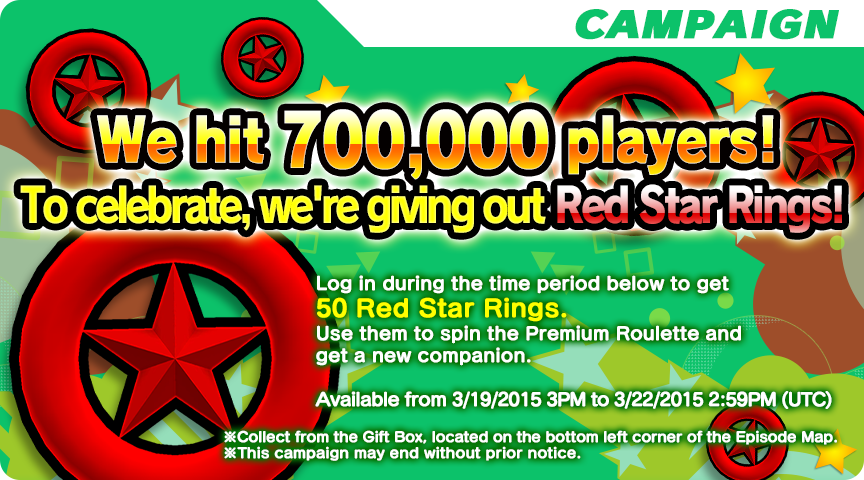 CAMPAIGN
We hit 700,000 players!
To celebrate, we're giving out Red Star Rings!
Log in during the time period below to get
50 Red Star Rings.
Use them to spin the Premium Roulette and
get a new companion.
Available from 3/19/2015 3PM to 3/22/2015 2:59PM (UTC)
※Collect from the Gift Box, located on the bottom left corner of the Episode Map.
※This campaign may end without prior notice.